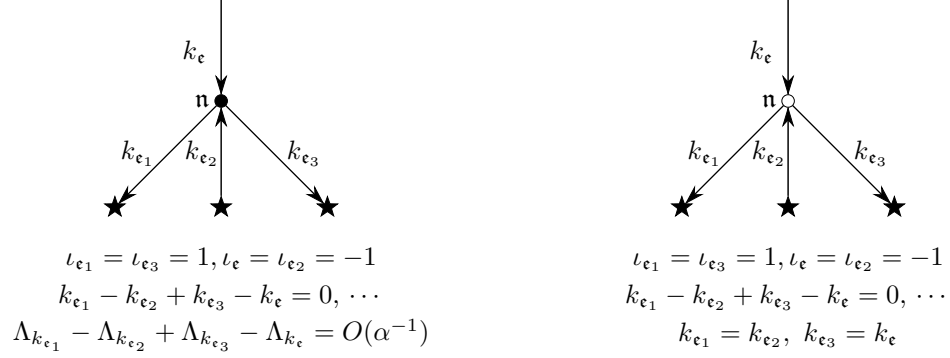 k_𝔢 k_𝔢
𝔫 𝔫
k_{𝔢_1} k_{𝔢_2} k_{𝔢_3} k_{𝔢_1} k_{𝔢_2} k_{𝔢_3}
ι_{𝔢_1} = ι_{𝔢_3} = 1, ι_𝔢 = ι_{𝔢_2} = −1
k_{𝔢_1} − k_{𝔢_2} + k_{𝔢_3} − k_𝔢 = 0, ⋯
Λ_{k_{𝔢_1}} − Λ_{k_{𝔢_2}} + Λ_{k_{𝔢_3}} − Λ_{k_𝔢} = O(α^{−1})
ι_{𝔢_1} = ι_{𝔢_3} = 1, ι_𝔢 = ι_{𝔢_2} = −1
k_{𝔢_1} − k_{𝔢_2} + k_{𝔢_3} − k_𝔢 = 0, ⋯
k_{𝔢_1} = k_{𝔢_2}, k_{𝔢_3} = k_𝔢